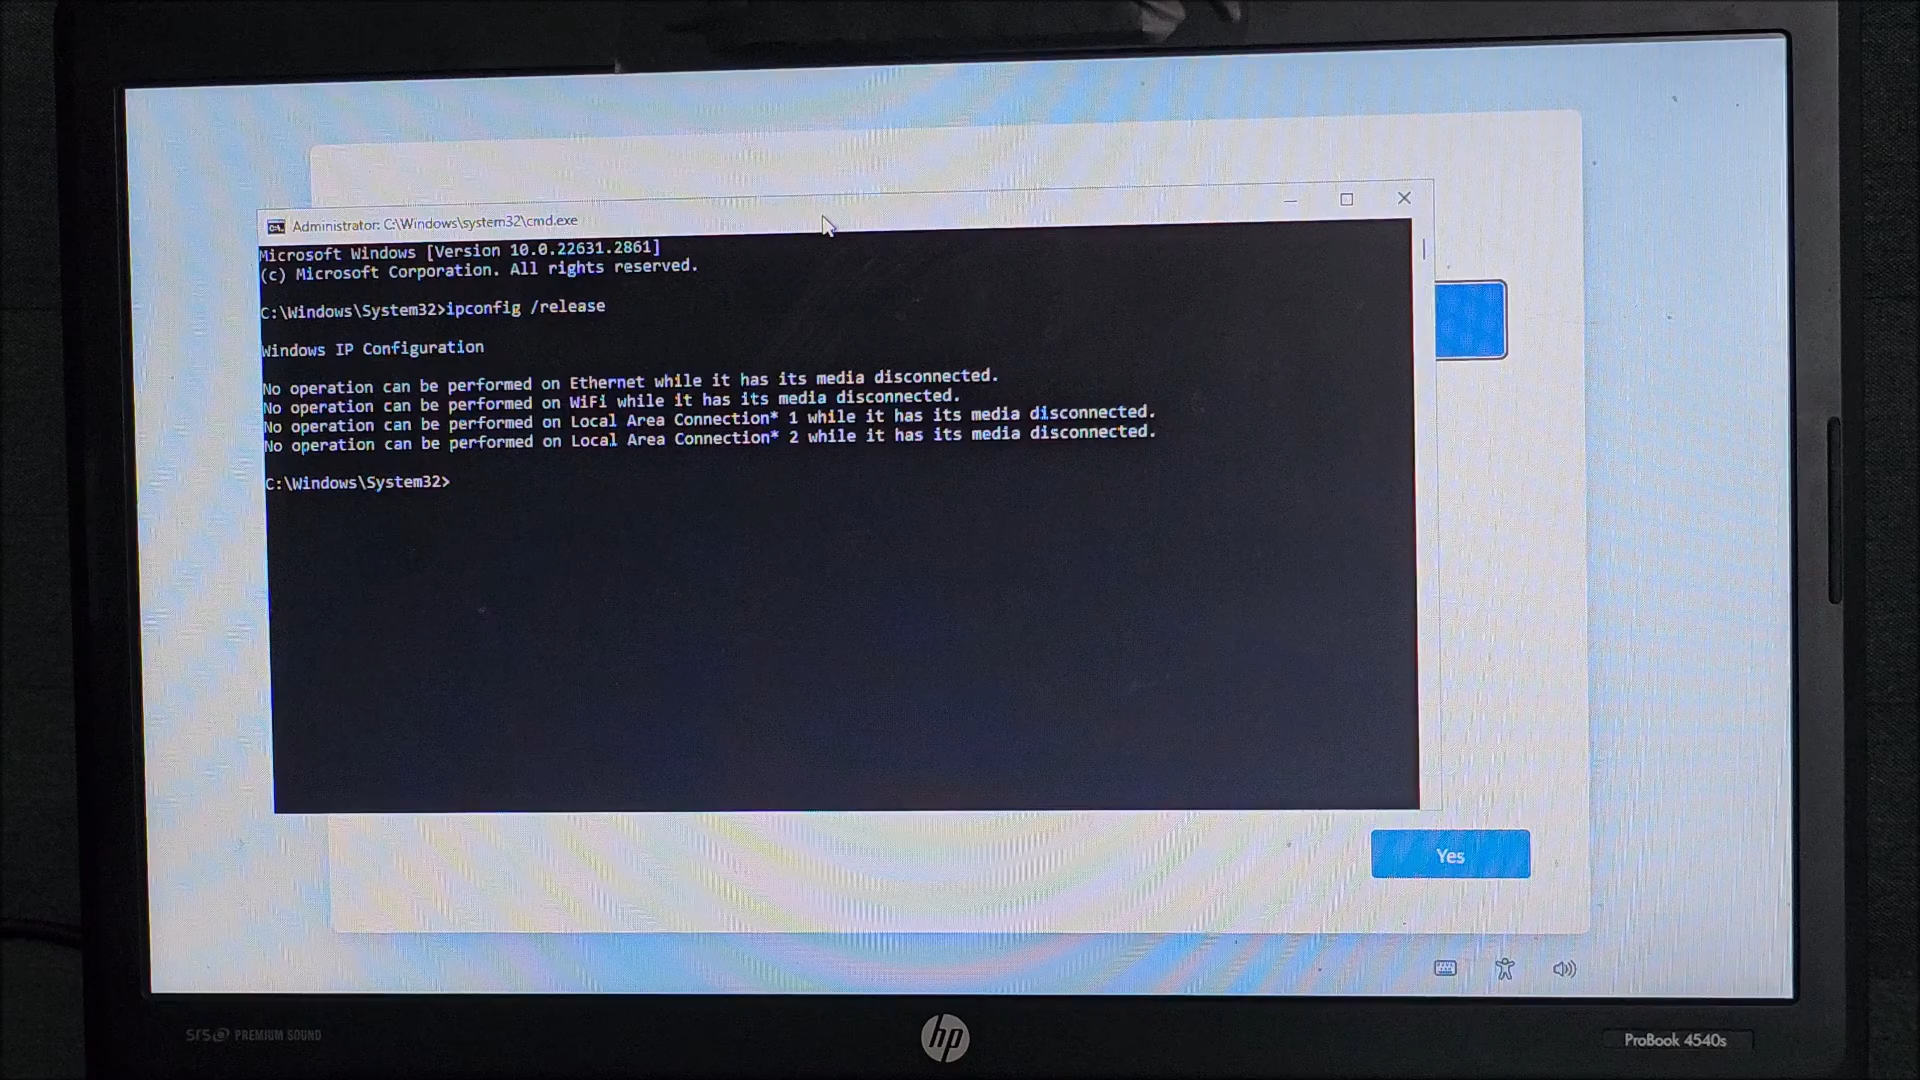 Administrator: C:\Windows\system32\cmd.exe
Microsoft Windows [Version 10.0.22631.2861]
(c) Microsoft Corporation. All rights reserved.
C:\Windows\System32>ipconfig /release
Windows IP Configuration
No operation can be performed on Ethernet while it has its media disconnected.
No operation can be performed on WiFi while it has its media disconnected.
No operation can be performed on Local Area Connection* 1 while it has its media disconnected.
No operation can be performed on Local Area Connection* 2 while it has its media disconnected.
C:\Windows\System32>
Yes
SRS PREMIUM SOUND
hp
ProBook 4540s